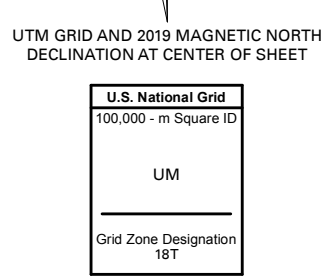 UTM GRID AND 2019 MAGNETIC NORTH
DECLINATION AT CENTER OF SHEET
U.S. National Grid
100,000 - m Square ID
UM
Grid Zone Designation
18T